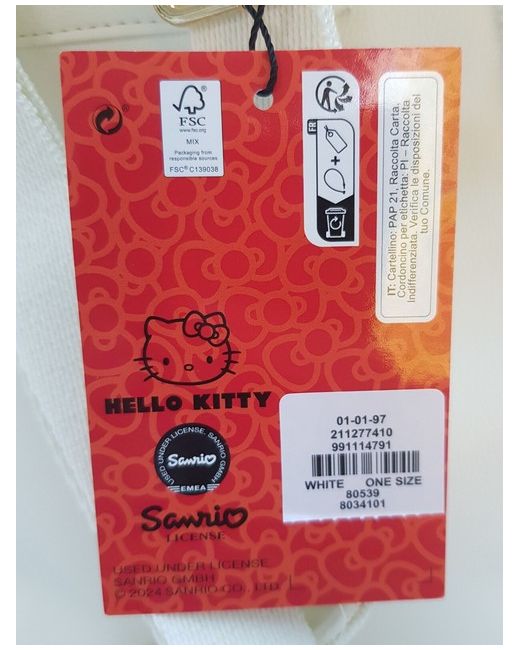 FSC
www.fsc.org
MIX
Packaging from
responsible sources
FSC® C139038
FR
+
IT: Cartellino: PAP 21, Raccolta Carta.
Cordoncino per etichetta: PI – Raccolta
Indifferenziata. Verifica le disposizioni del
tuo Comune.
HELLO KITTY
USED UNDER LICENSE. SANRIO GMBH
Sanrio
EMEA
Sanrio
LICENSE
USED UNDER LICENSE
SANRIO GMBH
© 2024 SANRIO CO., LTD.
01-01-97
211277410
991114791
WHITE ONE SIZE
80539
8034101